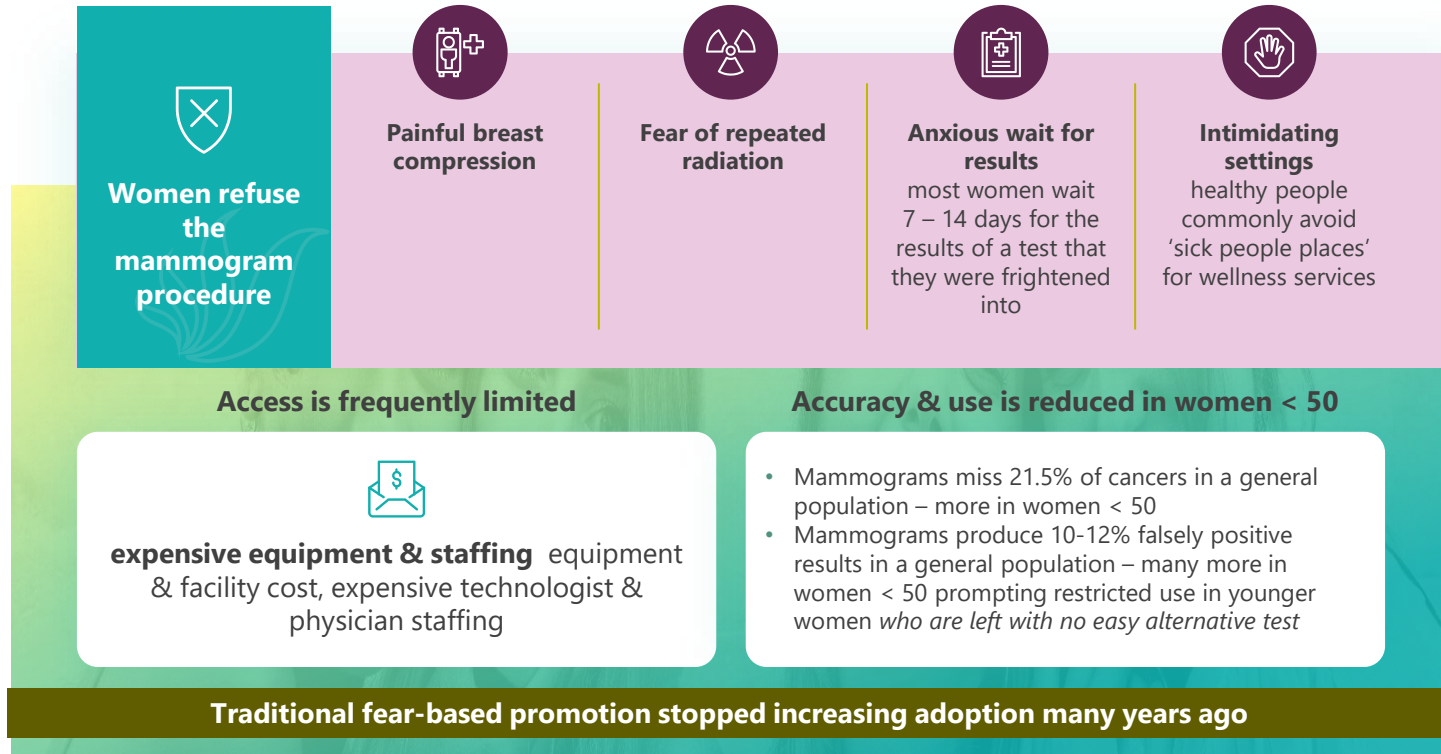 Women refuse
the
mammogram
procedure
Painful breast
compression
Fear of repeated
radiation
Anxious wait for
results
most women wait
7 – 14 days for the
results of a test that
they were frightened
into
Intimidating
settings
healthy people
commonly avoid
‘sick people places’
for wellness services
Access is frequently limited
$
expensive equipment & staffing equipment
& facility cost, expensive technologist &
physician staffing
Accuracy & use is reduced in women < 50
• Mammograms miss 21.5% of cancers in a general
population – more in women < 50
• Mammograms produce 10-12% falsely positive
results in a general population – many more in
women < 50 prompting restricted use in younger
women who are left with no easy alternative test
Traditional fear-based promotion stopped increasing adoption many years ago